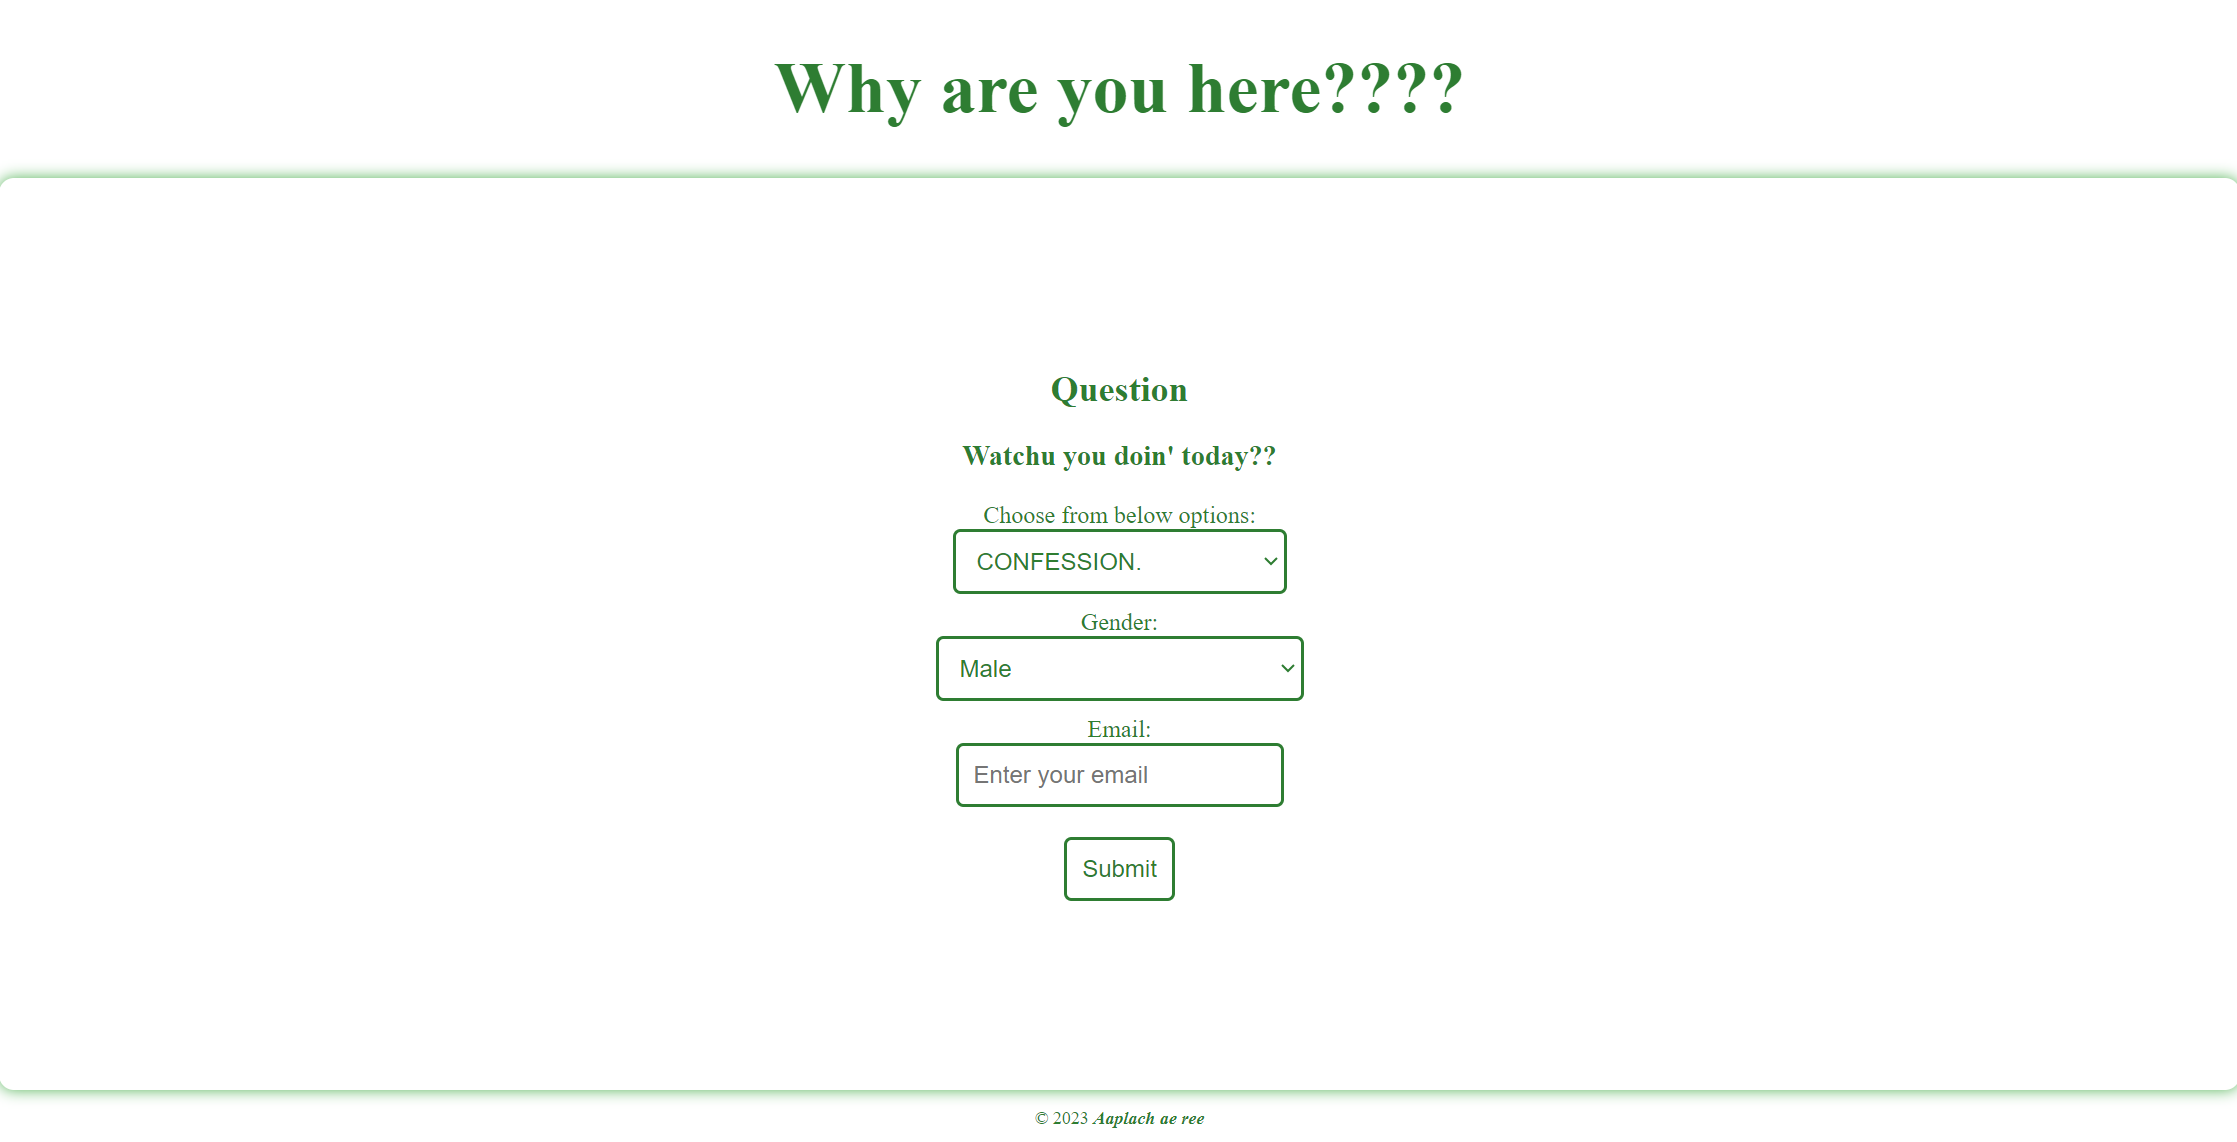 Why are you here????
Question
Watchu you doin' today??
Choose from below options:
CONFESSION.
Gender:
Male
Email:
Enter your email
Submit
© 2023 Aaplach ae ree